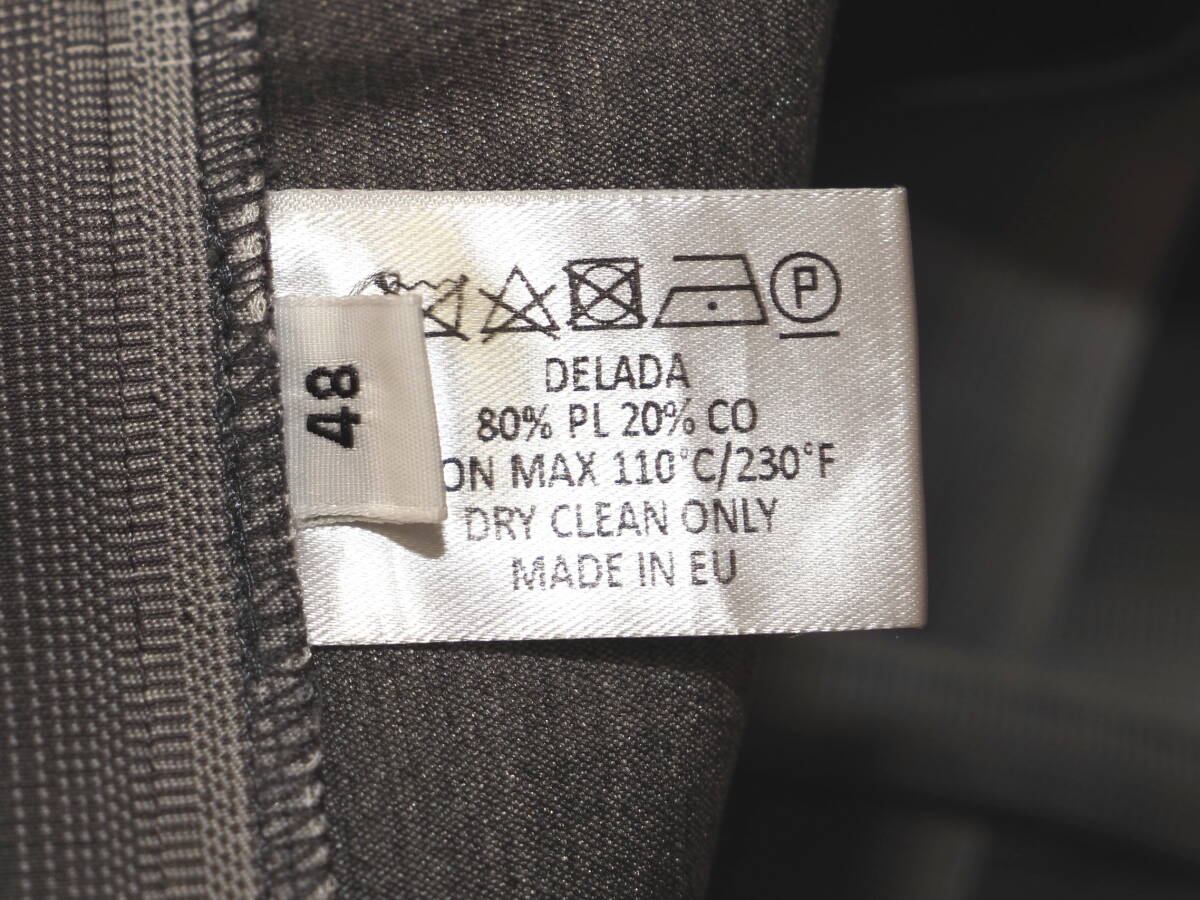 P
DELADA
80% PL 20% CO
ON MAX 110°C/230°F
DRY CLEAN ONLY
MADE IN EU
48